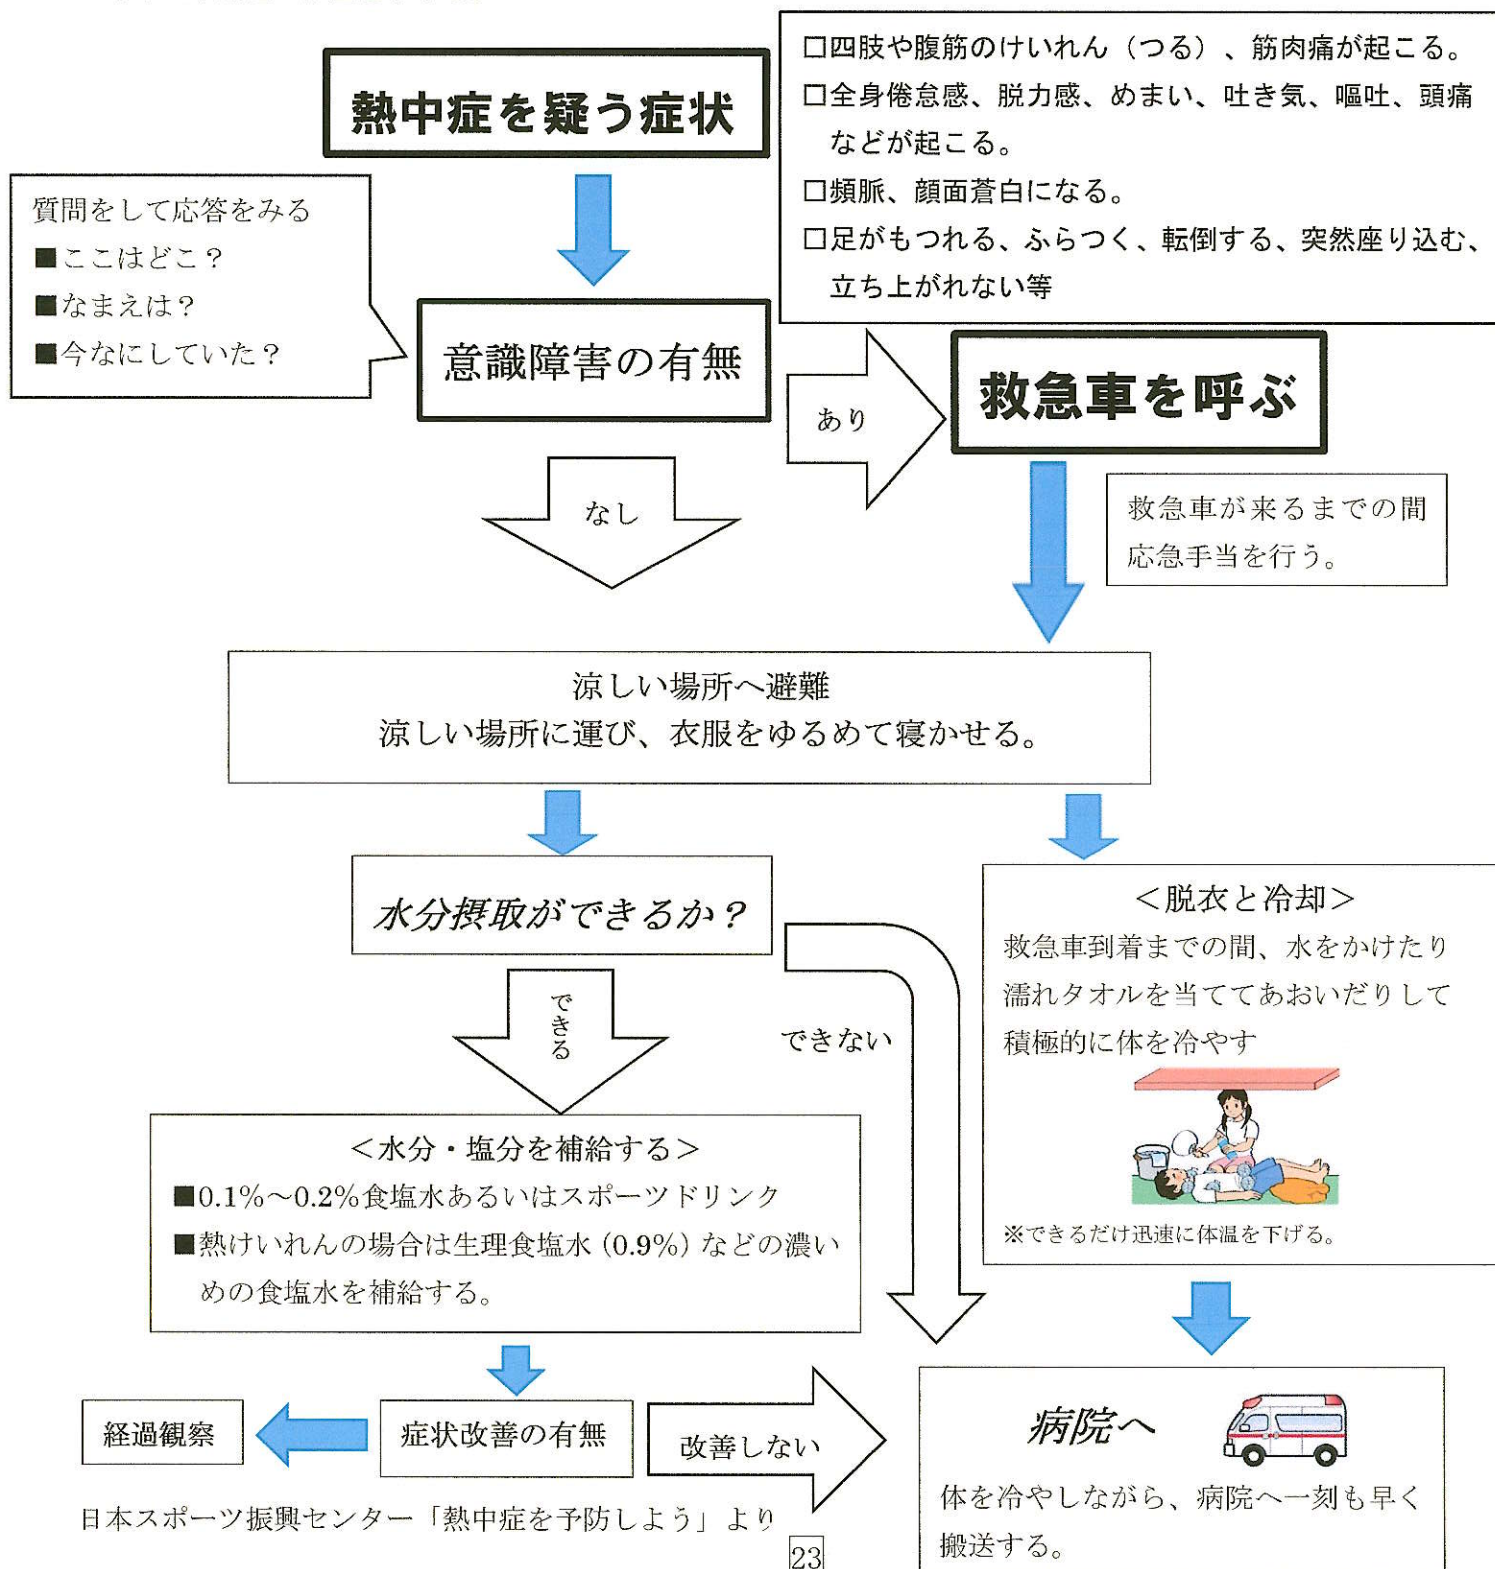 熱中症を疑う症状
□四肢や腹筋のけいれん（つる）、筋肉痛が起こる。
□全身倦怠感、脱力感、めまい、吐き気、嘔吐、頭痛
などが起こる。
□頻脈、顔面蒼白になる。
□足がもつれる、ふらつく、転倒する、突然座り込む、
立ち上がれない等
質問をして応答をみる
■ここはどこ？
■なまえは？
■今なにしていた？
意識障害の有無
あり
救急車を呼ぶ
なし
救急車が来るまでの間
応急手当を行う。
涼しい場所へ避難
涼しい場所に運び、衣服をゆるめて寝かせる。
水分摂取ができるか？
できる
できない
＜脱衣と冷却＞
救急車到着までの間、水をかけたり
濡れタオルを当ててあおいだりして
積極的に体を冷やす
※できるだけ迅速に体温を下げる。
＜水分・塩分を補給する＞
■0.1%～0.2%食塩水あるいはスポーツドリンク
■熱けいれんの場合は生理食塩水（0.9%）などの濃い
めの食塩水を補給する。
経過観察
症状改善の有無
改善しない
病院へ
体を冷やしながら、病院へ一刻も早く
搬送する。
日本スポーツ振興センター「熱中症を予防しよう」より
23